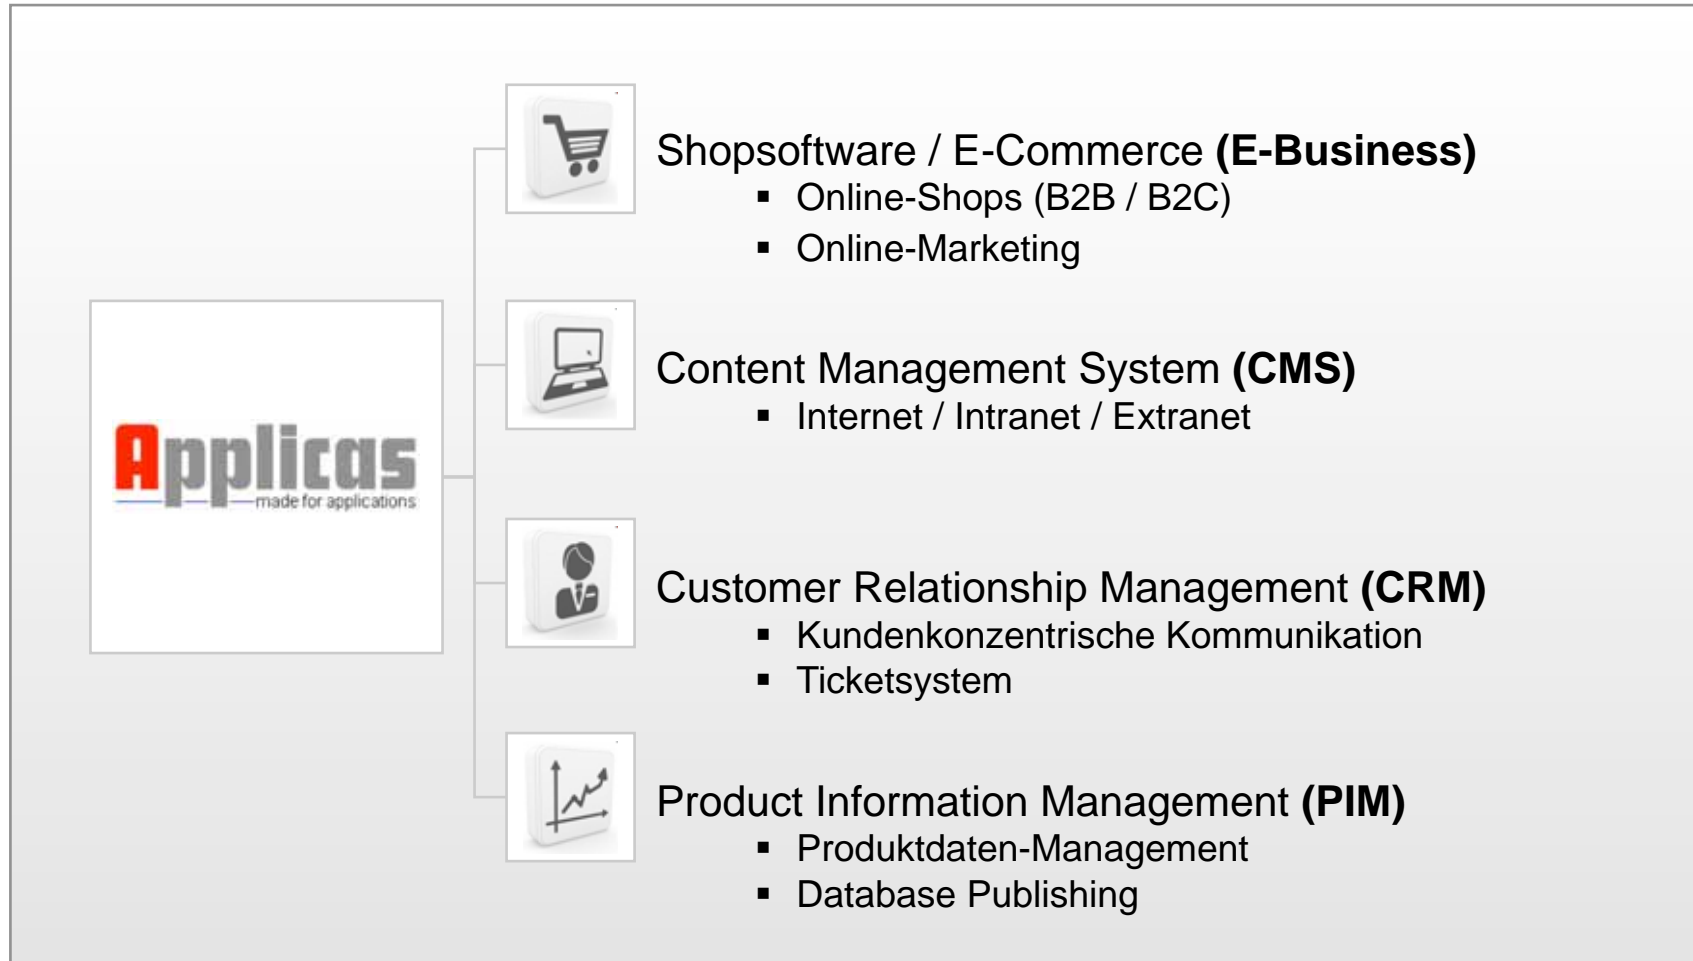 Shopsoftware / E-Commerce (E-Business)
▪ Online-Shops (B2B / B2C)
▪ Online-Marketing
Content Management System (CMS)
▪ Internet / Intranet / Extranet
Applicas
made for applications
Customer Relationship Management (CRM)
▪ Kundenkonzentrische Kommunikation
▪ Ticketsystem
Product Information Management (PIM)
▪ Produktdaten-Management
▪ Database Publishing